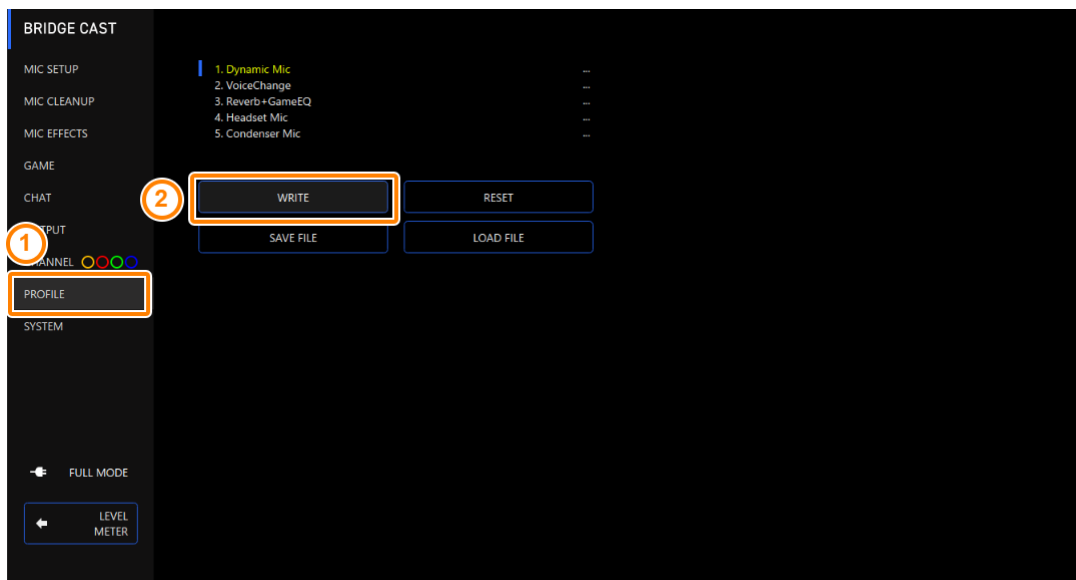 BRIDGE CAST
MIC SETUP
MIC CLEANUP
MIC EFFECTS
GAME
CHAT
PROFILE
SYSTEM
FULL MODE
LEVEL
METER
1. Dynamic Mic ...
2. VoiceChange ...
3. Reverb+GameEQ ...
4. Headset Mic ...
5. Condenser Mic ...
2
WRITE RESET
SAVE FILE LOAD FILE
1